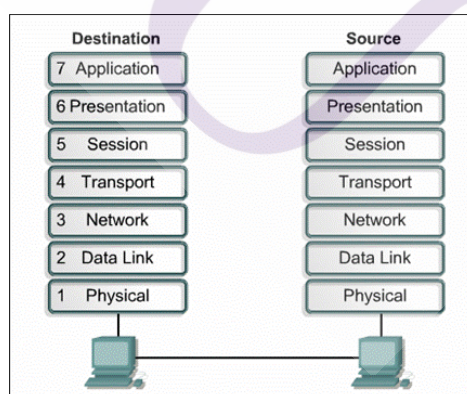 Destination
Source
7 Application
Application
6 Presentation
Presentation
5 Session
Session
4 Transport
Transport
3 Network
Network
2 Data Link
Data Link
1 Physical
Physical